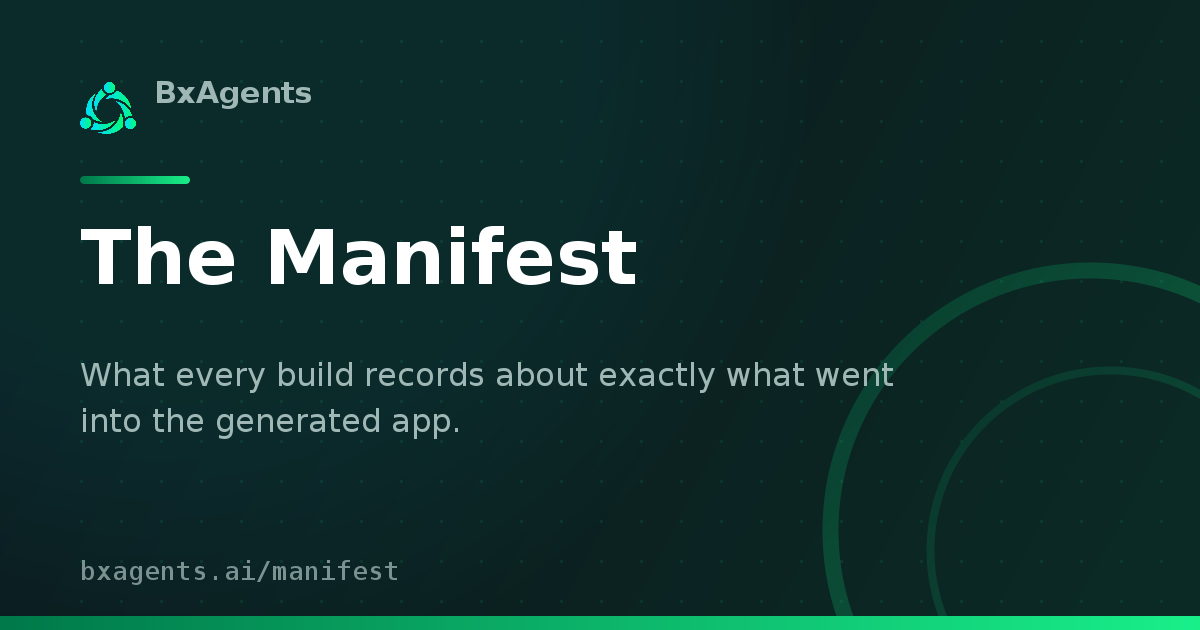 BxAgents
The Manifest
What every build records about exactly what went
into the generated app.
bxagents.ai/manifest